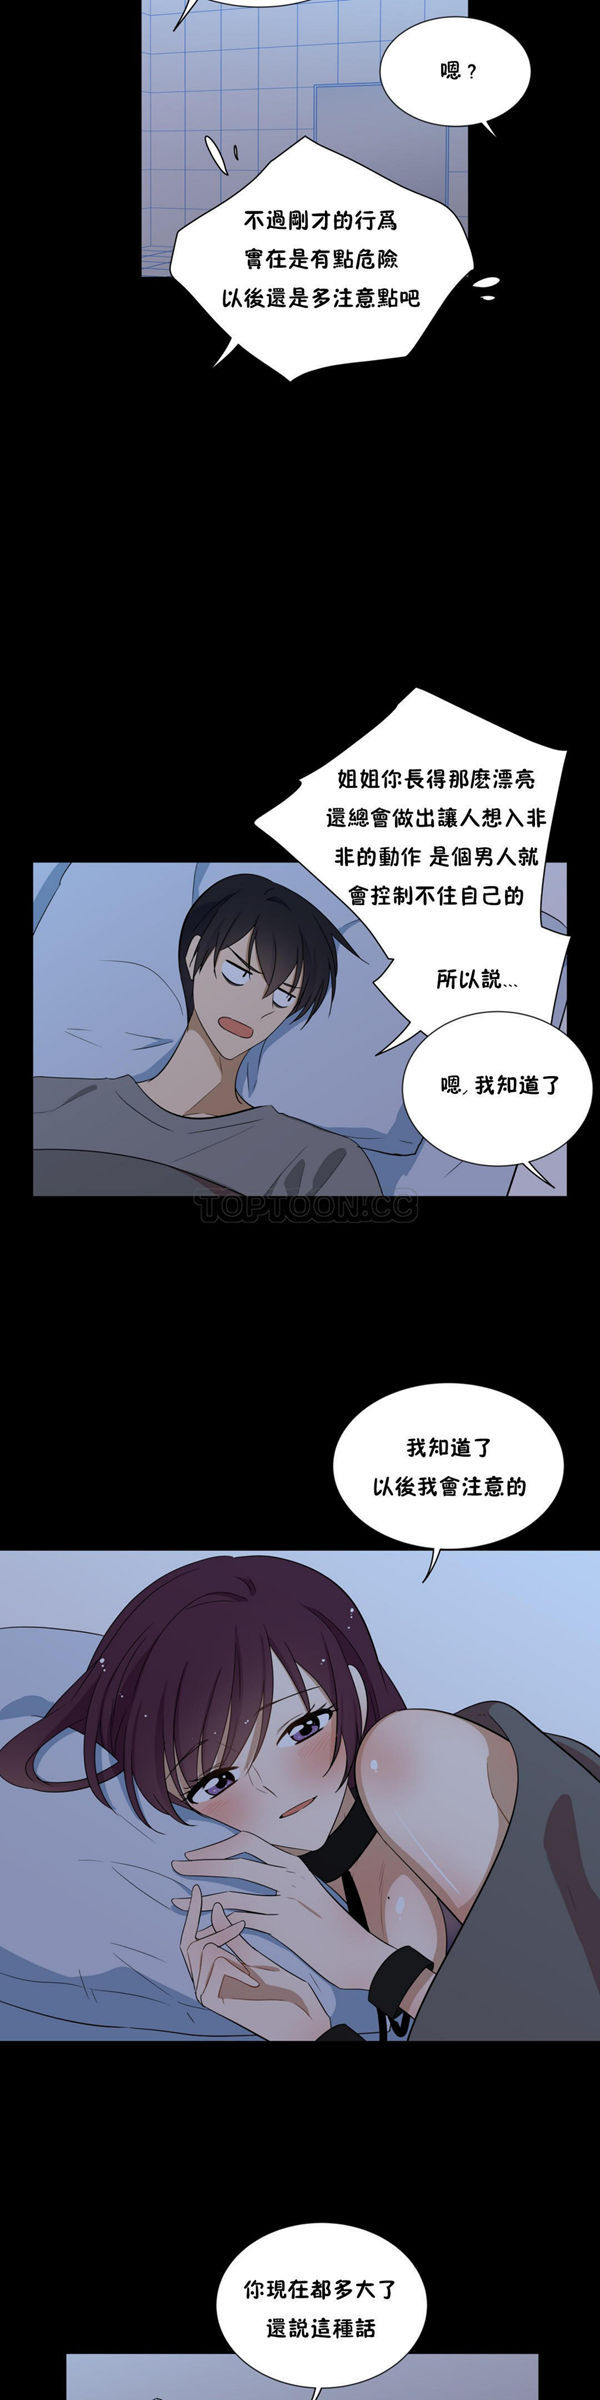 嗯？
不過剛才的行爲
實在是有點危險
以後還是多注意點吧
姐姐你長得那麽漂亮
還總會做出讓人想入非
非的動作 是個男人就
會控制不住自己的
所以說…
嗯，我知道了
TOPTOON!CC
我知道了
以後我會注意的
你現在都多大了
還説這種話